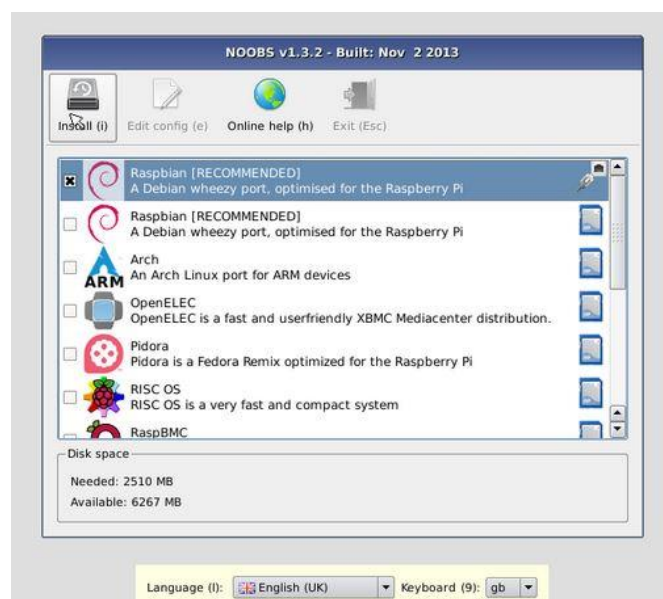 NOOBS v1.3.2 - Built: Nov 2 2013
Install (i) Edit config (e) Online help (h) Exit (Esc)
Raspbian [RECOMMENDED]
A Debian wheezy port, optimised for the Raspberry Pi
Raspbian [RECOMMENDED]
A Debian wheezy port, optimised for the Raspberry Pi
Arch
An Arch Linux port for ARM devices
ARM
OpenELEC
OpenELEC is a fast and userfriendly XBMC Mediacenter distribution.
Pidora
Pidora is a Fedora Remix optimized for the Raspberry Pi
RISC OS
RISC OS is a very fast and compact system
RaspBMC
Disk space
Needed: 2510 MB
Available: 6267 MB
Language (l): English (UK) Keyboard (9): gb